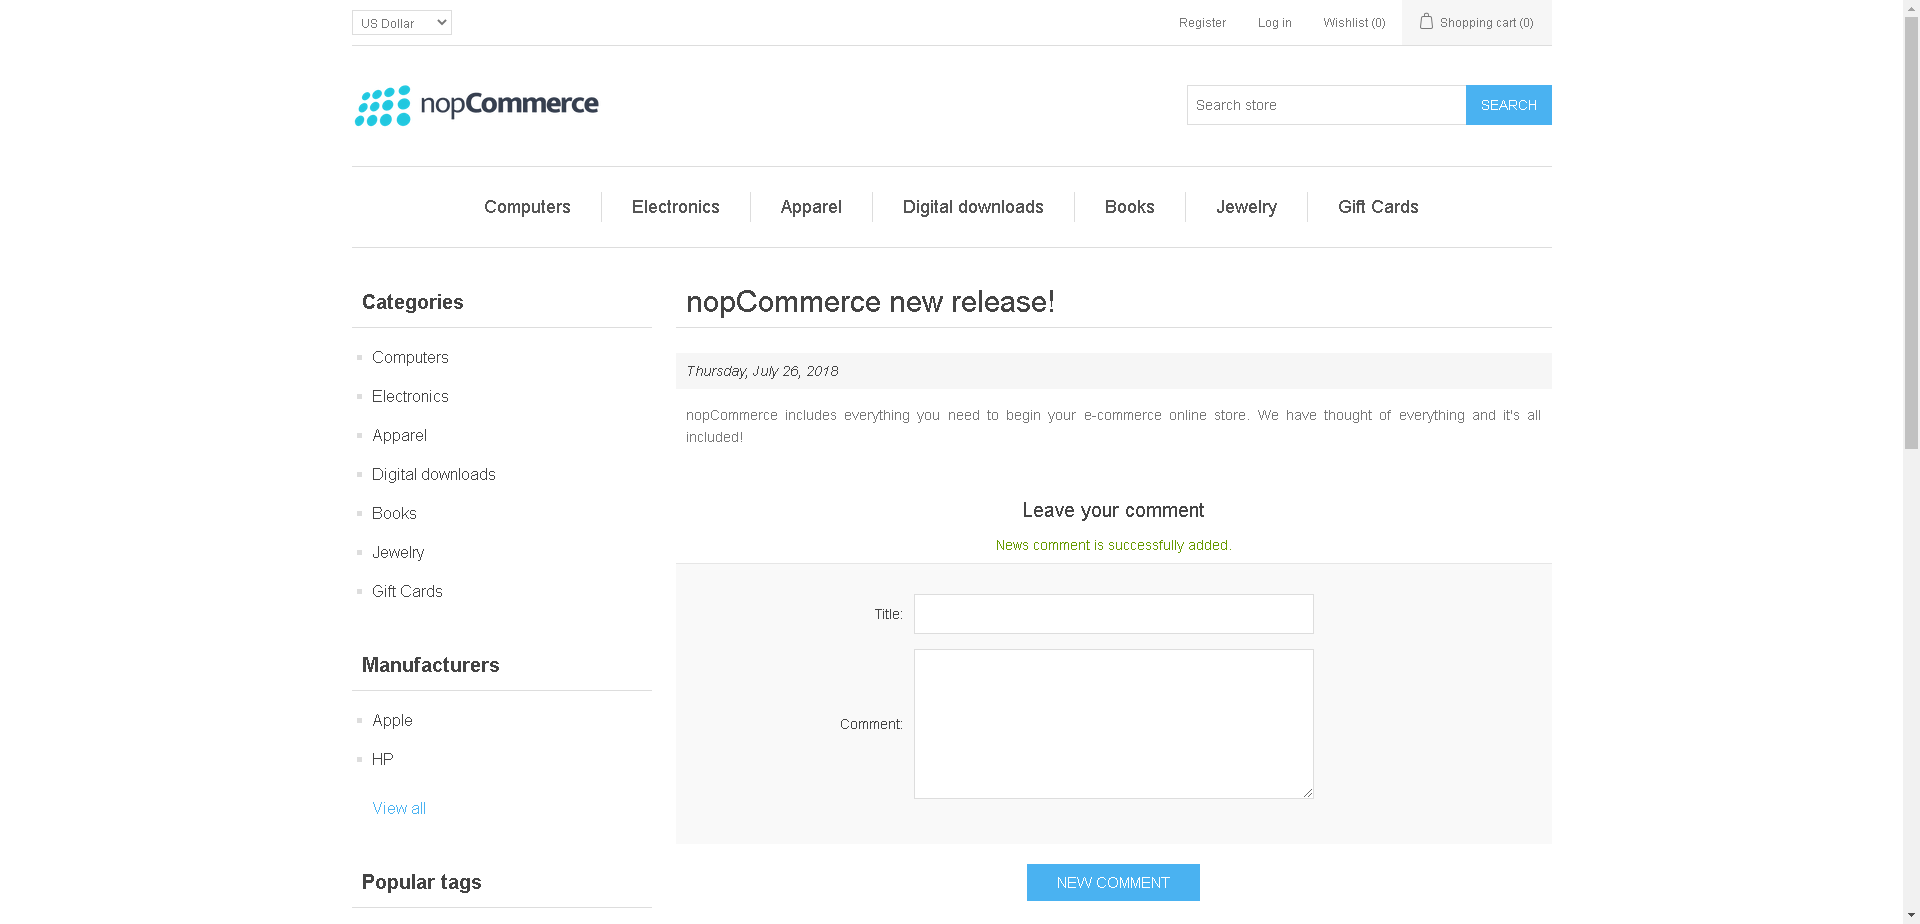 US Dollar
Register
Log in
Wishlist (0)
Shopping cart (0)
nopCommerce
Search store
SEARCH
Computers
Electronics
Apparel
Digital downloads
Books
Jewelry
Gift Cards
Categories
Computers
Electronics
Apparel
Digital downloads
Books
Jewelry
Gift Cards
Manufacturers
Apple
HP
View all
Popular tags
nopCommerce new release!
Thursday, July 26, 2018
nopCommerce includes everything you need to begin your e-commerce online store. We have thought of everything and it's all
included!
Leave your comment
News comment is successfully added.
Title:
Comment:
NEW COMMENT